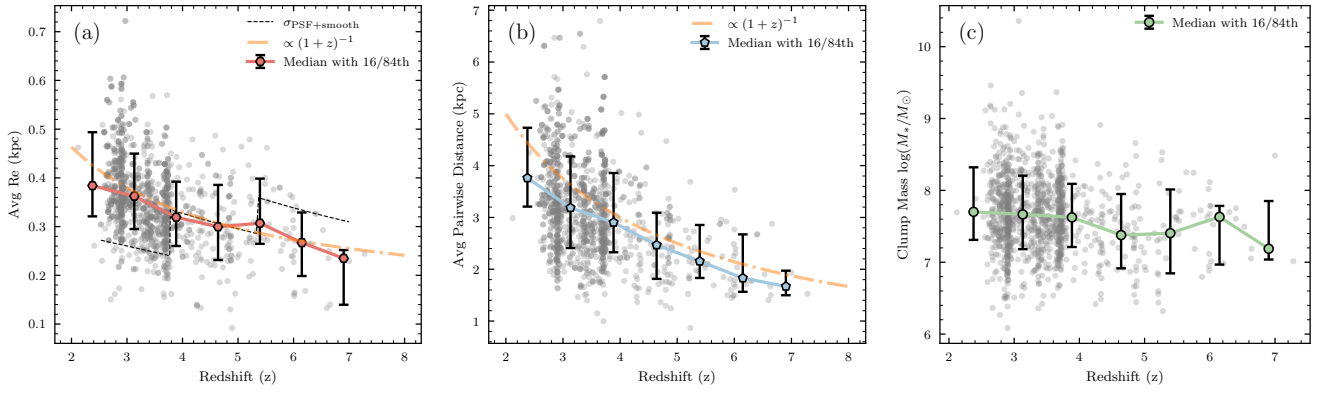 (a)
σPSF+smooth
∝ (1 + z)−1
Median with 16/84th
0.7
0.6
0.5
0.4
0.3
0.2
0.1
Avg Re (kpc)
2 3 4 5 6 7 8
Redshift (z)
(b)
∝ (1 + z)−1
Median with 16/84th
7
6
5
4
3
2
1
Avg Pairwise Distance (kpc)
2 3 4 5 6 7 8
Redshift (z)
(c)
Median with 16/84th
10
9
8
7
6
Clump Mass log(M*/M⊙)
2 3 4 5 6 7
Redshift (z)